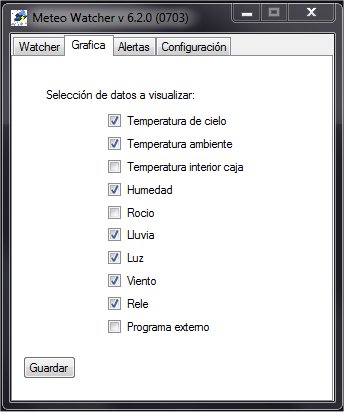 Meteo Watcher v 6.2.0 (0703)
Watcher Grafica Alertas Configuración
Selección de datos a visualizar:
Temperatura de cielo
Temperatura ambiente
Temperatura interior caja
Humedad
Rocio
Lluvia
Luz
Viento
Rele
Programa externo
Guardar